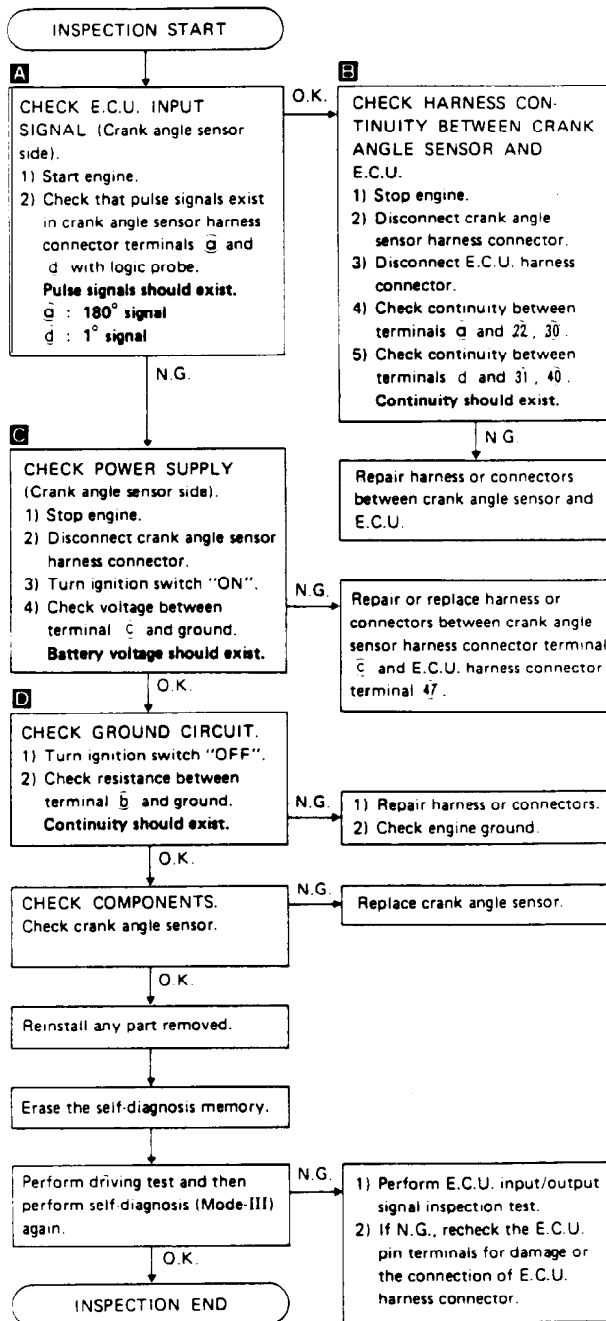 INSPECTION START
A
CHECK E.C.U. INPUT
SIGNAL (Crank angle sensor
side).
1) Start engine.
2) Check that pulse signals exist
in crank angle sensor harness
connector terminals a and
d with logic probe.
Pulse signals should exist.
a : 180° signal
d : 1° signal
O.K.
N.G.
B
CHECK HARNESS CON-
TINUITY BETWEEN CRANK
ANGLE SENSOR AND
E.C.U.
1) Stop engine.
2) Disconnect crank angle
sensor harness connector.
3) Disconnect E.C.U. harness
connector.
4) Check continuity between
terminals a and 22, 30.
5) Check continuity between
terminals d and 31, 40.
Continuity should exist.
N.G.
Repair harness or connectors
between crank angle sensor and
E.C.U.
C
CHECK POWER SUPPLY
(Crank angle sensor side).
1) Stop engine.
2) Disconnect crank angle sensor
harness connector.
3) Turn ignition switch "ON".
4) Check voltage between
terminal c and ground.
Battery voltage should exist.
N.G.
O.K.
Repair or replace harness or
connectors between crank angle
sensor harness connector terminal
c and E.C.U. harness connector
terminal 47.
D
CHECK GROUND CIRCUIT.
1) Turn ignition switch "OFF".
2) Check resistance between
terminal b and ground.
Continuity should exist.
N.G.
O.K.
1) Repair harness or connectors.
2) Check engine ground.
CHECK COMPONENTS.
Check crank angle sensor.
N.G.
O.K.
Replace crank angle sensor.
Reinstall any part removed.
Erase the self-diagnosis memory.
Perform driving test and then
perform self-diagnosis (Mode-III)
again.
N.G.
O.K.
1) Perform E.C.U. input/output
signal inspection test.
2) If N.G., recheck the E.C.U.
pin terminals for damage or
the connection of E.C.U.
harness connector.
INSPECTION END